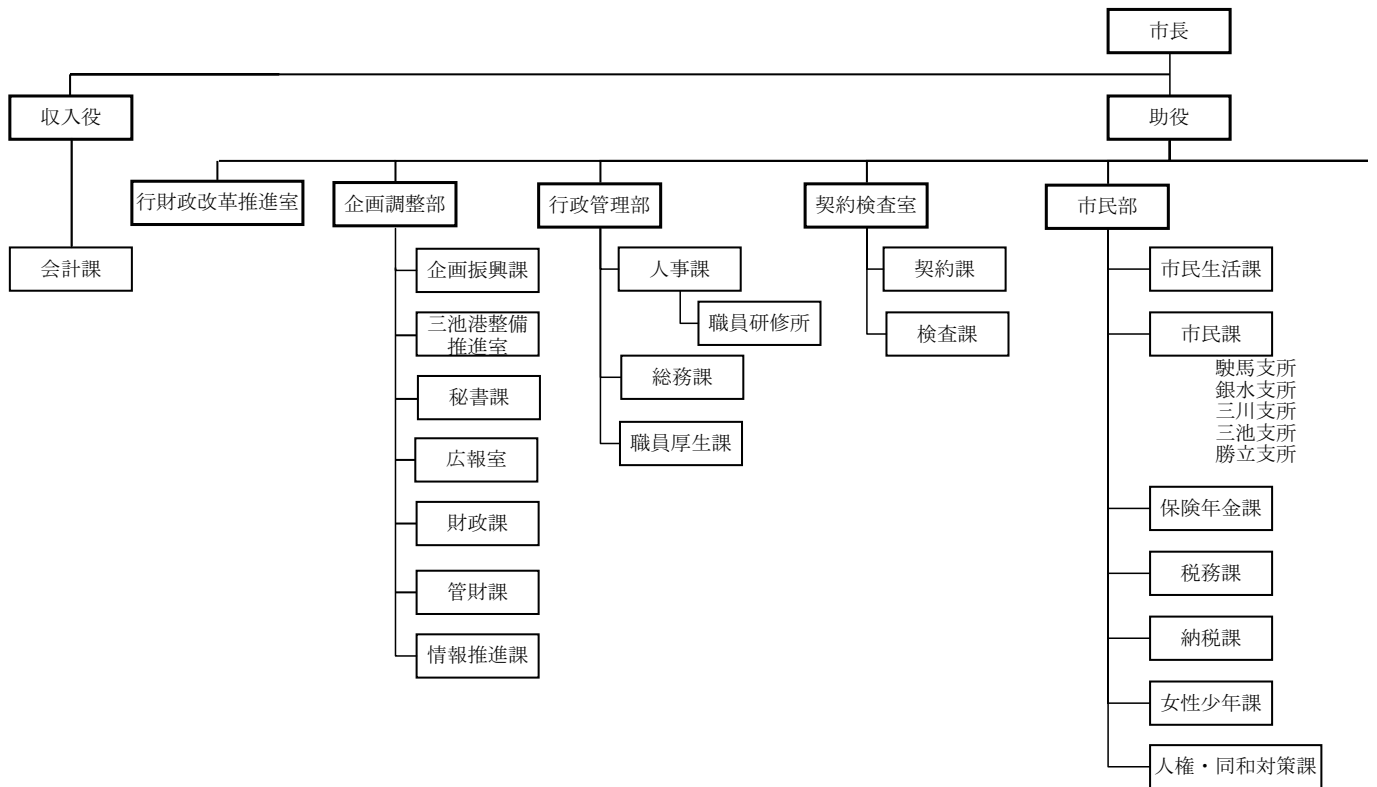 市長
収入役
助役
行財政改革推進室
企画調整部
行政管理部
契約検査室
市民部
会計課
企画振興課
三池港整備
推進室
秘書課
広報室
財政課
管財課
情報推進課
人事課
職員研修所
総務課
職員厚生課
契約課
検査課
市民生活課
市民課
駛馬支所
銀水支所
三川支所
三池支所
勝立支所
保険年金課
税務課
納税課
女性少年課
人権・同和対策課